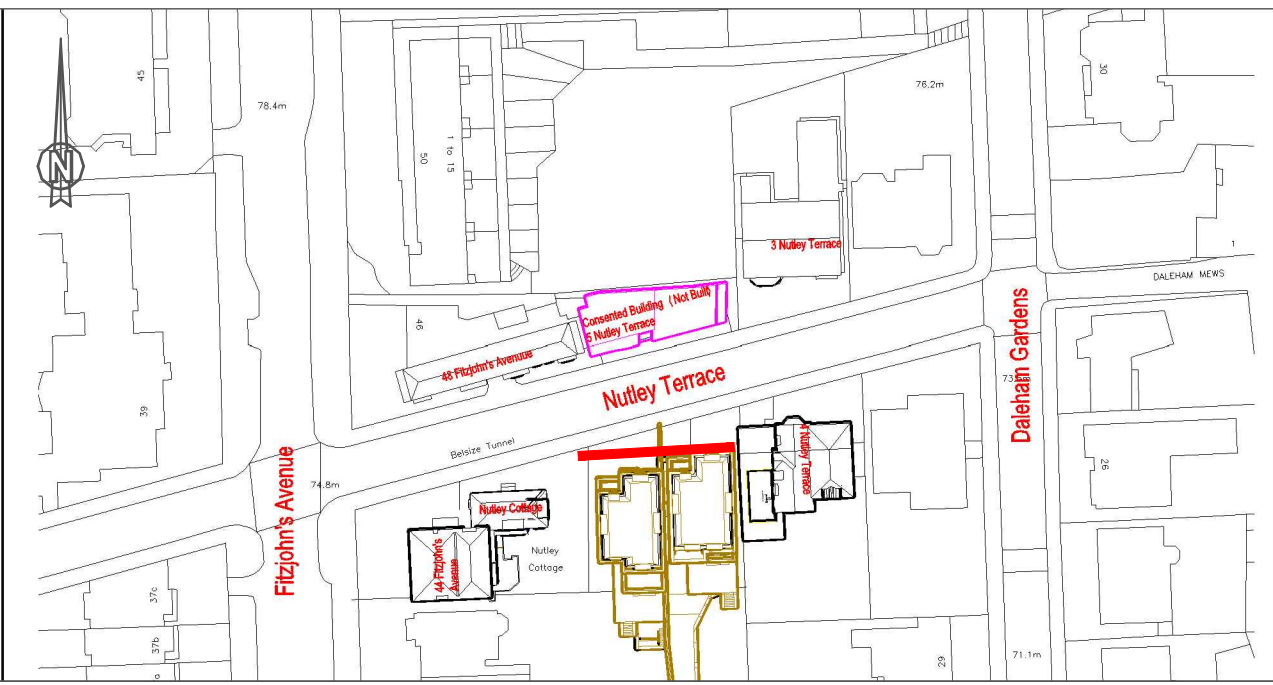 45
78.4m
50
1 to 15
76.2m
30
N
3 Nutley Terrace
1
DALEHAM MEWS
Consented Building (Not Built)
5 Nutley Terrace
46
48 Fitzjohn's Avenuue
Nutley Terrace
Daleham Gardens
39
Belsize Tunnel
4 Nutley Terrace
26
Fitzjohn's Avenue
74.8m
Nutley Cottage
44 Fitzjohn's
Avenue
Nutley
Cottage
37c
37b
a
29
71.1m